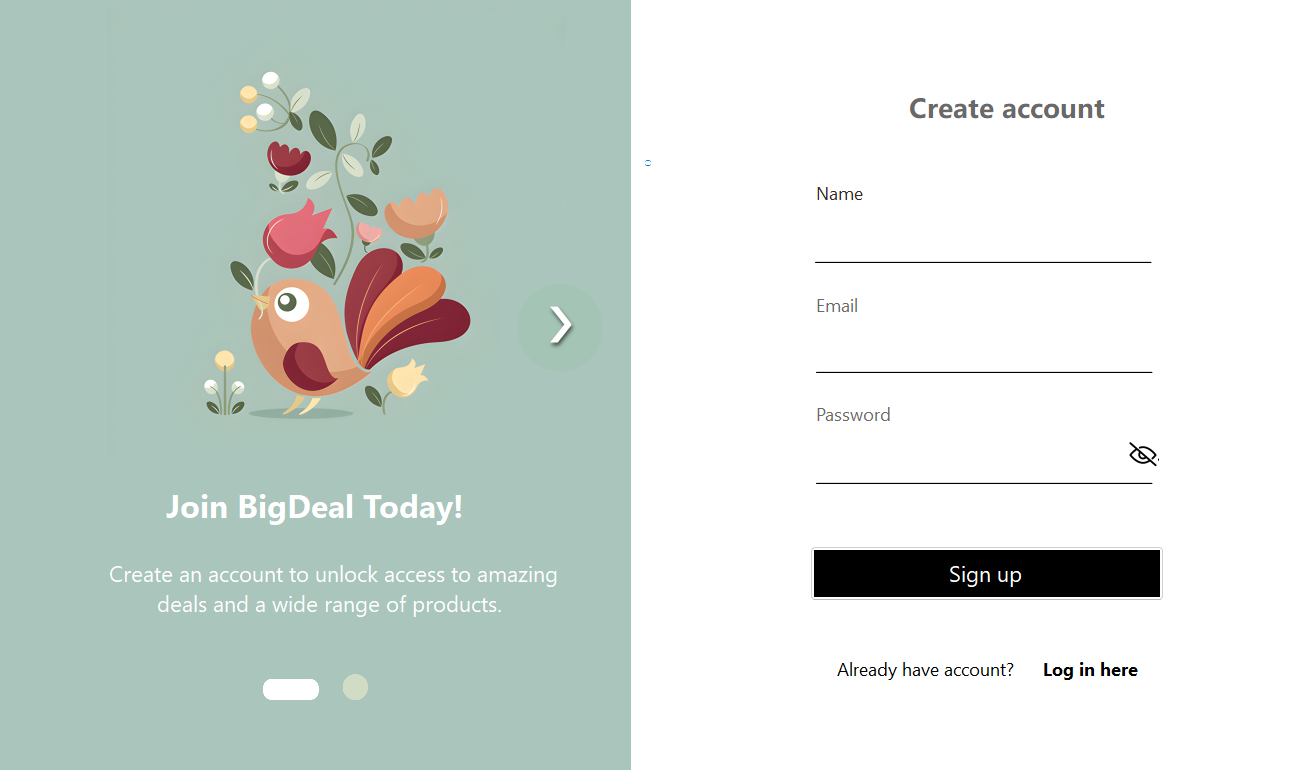 Join BigDeal Today!
Create an account to unlock access to amazing
deals and a wide range of products.
Create account
Name
Email
Password
Sign up
Already have account? Log in here